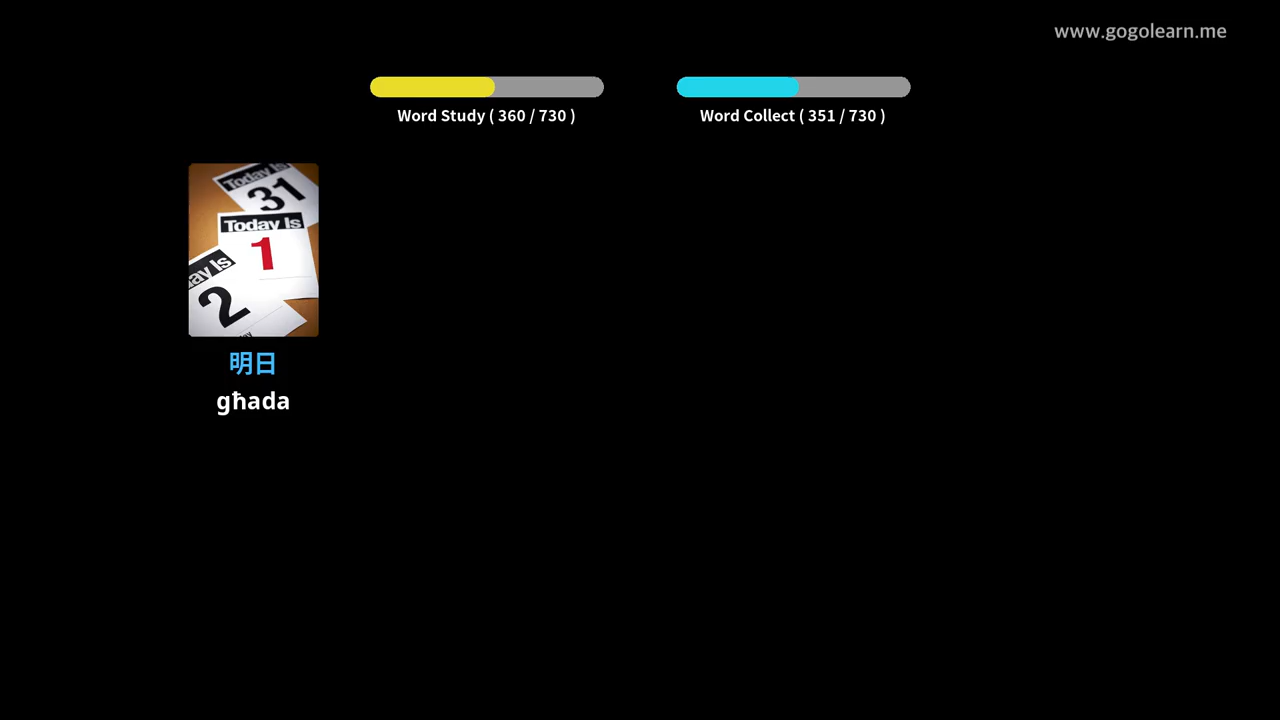 www.gogolearn.me
Word Study ( 360 / 730 )
Word Collect ( 351 / 730 )
Today Is
31
Today Is
1
ay Is
2
明日
għada